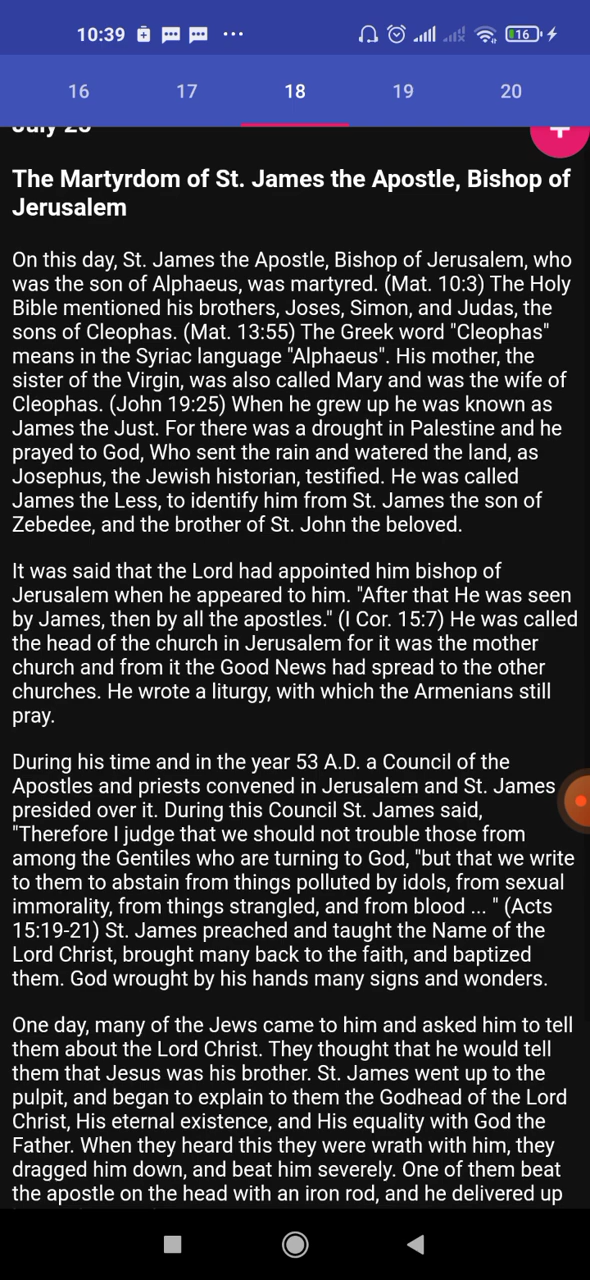 10:39
16
16 17 18 19 20
July 25
The Martyrdom of St. James the Apostle, Bishop of
Jerusalem
On this day, St. James the Apostle, Bishop of Jerusalem, who
was the son of Alphaeus, was martyred. (Mat. 10:3) The Holy
Bible mentioned his brothers, Joses, Simon, and Judas, the
sons of Cleophas. (Mat. 13:55) The Greek word "Cleophas"
means in the Syriac language "Alphaeus". His mother, the
sister of the Virgin, was also called Mary and was the wife of
Cleophas. (John 19:25) When he grew up he was known as
James the Just. For there was a drought in Palestine and he
prayed to God, Who sent the rain and watered the land, as
Josephus, the Jewish historian, testified. He was called
James the Less, to identify him from St. James the son of
Zebedee, and the brother of St. John the beloved.
It was said that the Lord had appointed him bishop of
Jerusalem when he appeared to him. "After that He was seen
by James, then by all the apostles." (I Cor. 15:7) He was called
the head of the church in Jerusalem for it was the mother
church and from it the Good News had spread to the other
churches. He wrote a liturgy, with which the Armenians still
pray.
During his time and in the year 53 A.D. a Council of the
Apostles and priests convened in Jerusalem and St. James
presided over it. During this Council St. James said,
"Therefore I judge that we should not trouble those from
among the Gentiles who are turning to God, "but that we write
to them to abstain from things polluted by idols, from sexual
immorality, from things strangled, and from blood ... " (Acts
15:19-21) St. James preached and taught the Name of the
Lord Christ, brought many back to the faith, and baptized
them. God wrought by his hands many signs and wonders.
One day, many of the Jews came to him and asked him to tell
them about the Lord Christ. They thought that he would tell
them that Jesus was his brother. St. James went up to the
pulpit, and began to explain to them the Godhead of the Lord
Christ, His eternal existence, and His equality with God the
Father. When they heard this they were wrath with him, they
dragged him down, and beat him severely. One of them beat
the apostle on the head with an iron rod, and he delivered up